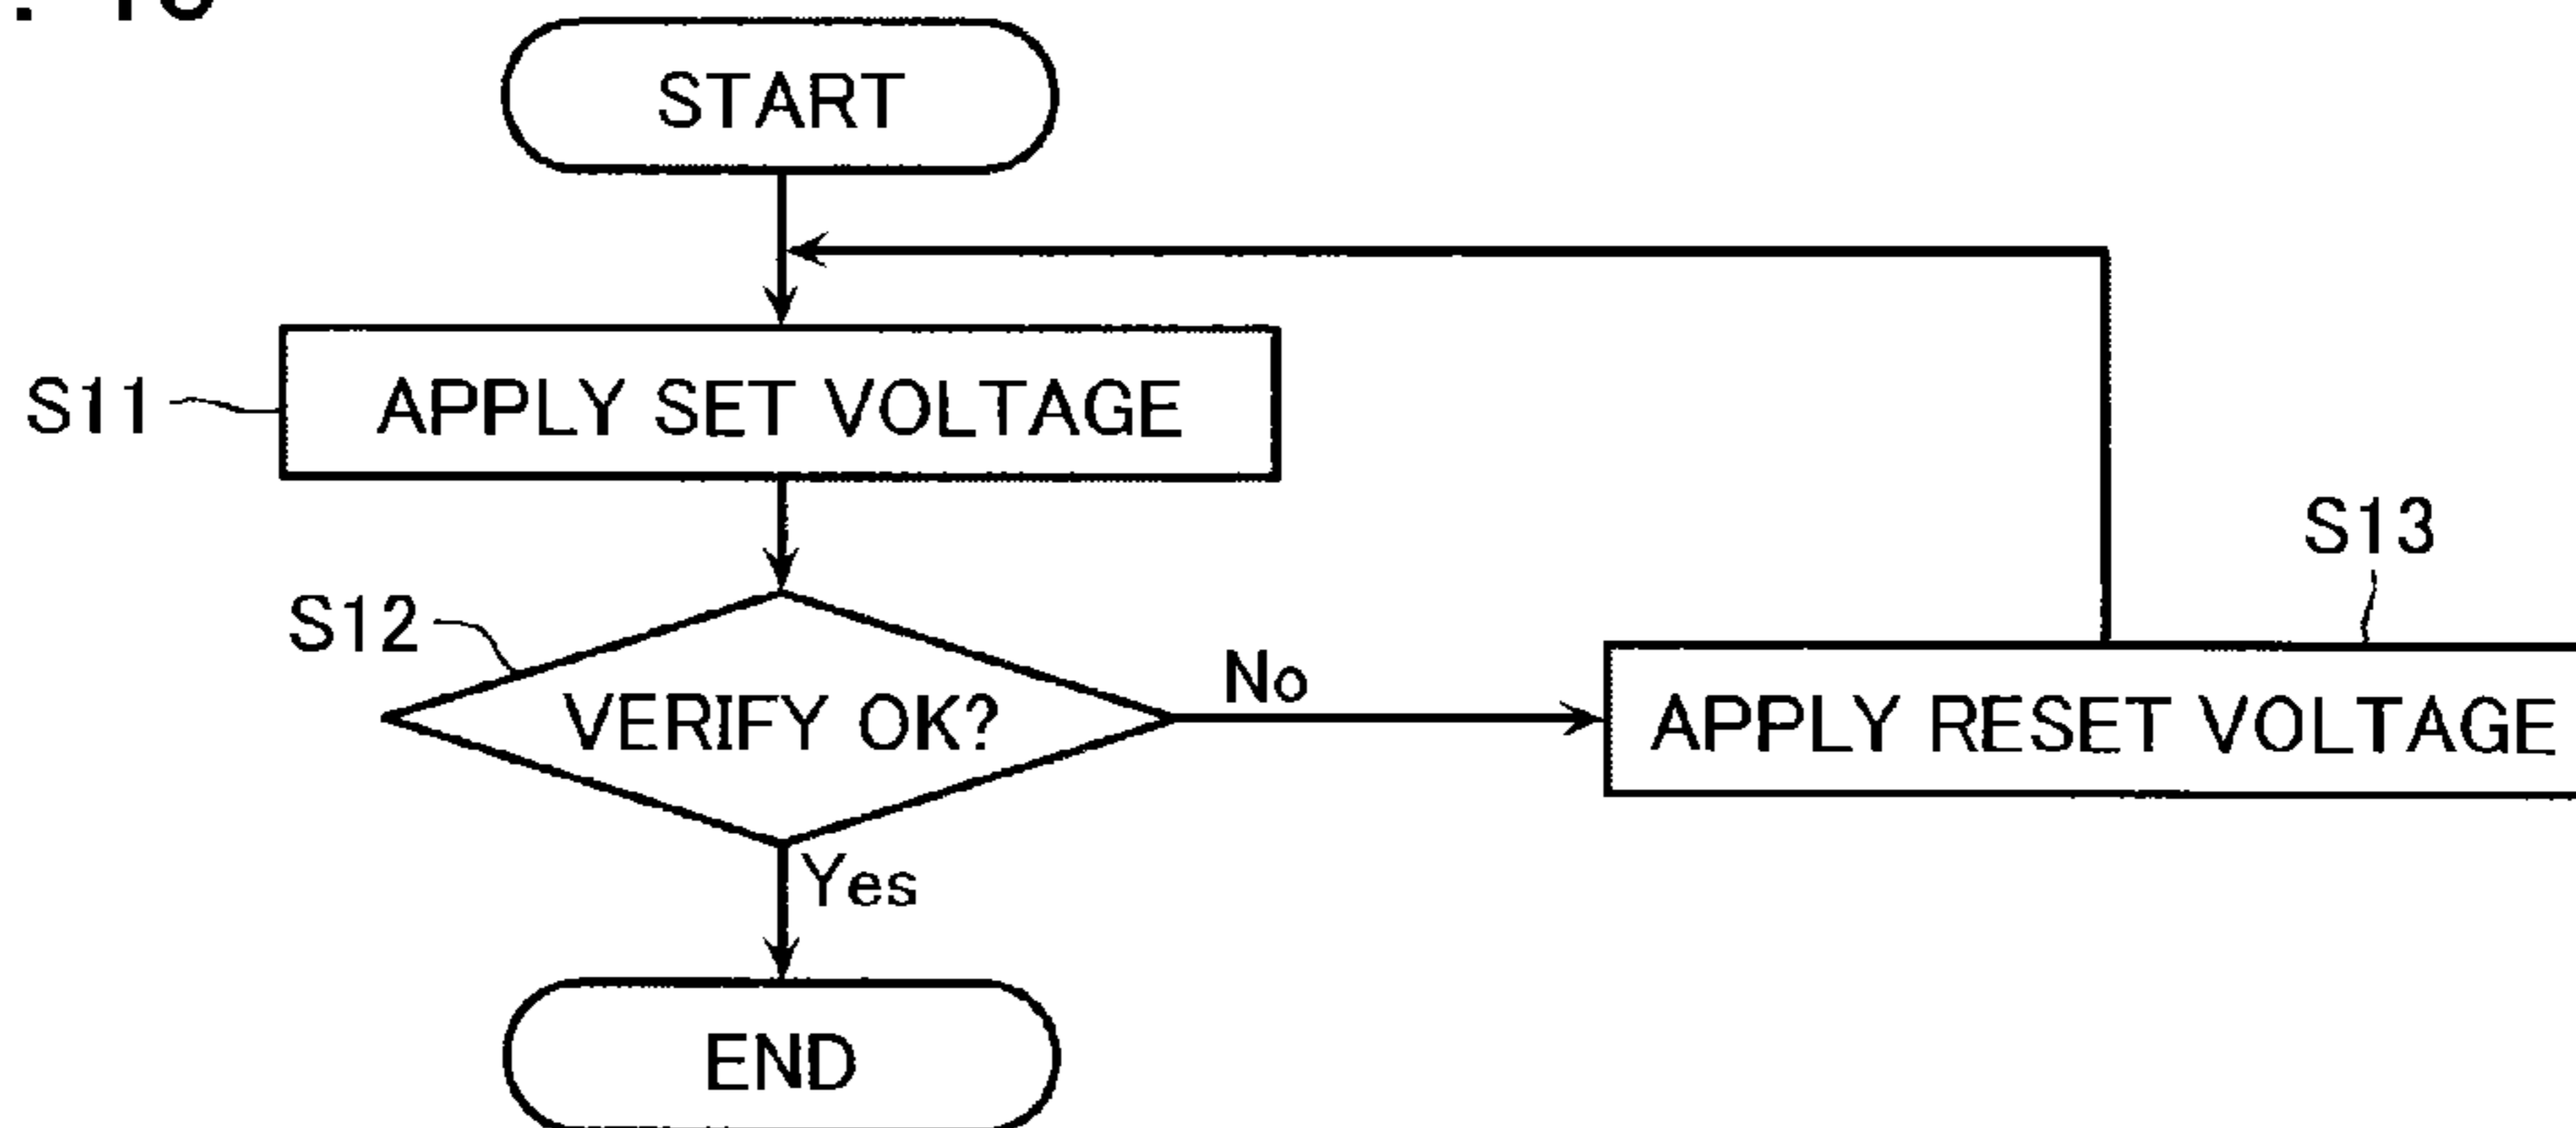 START
S11
APPLY SET VOLTAGE
S13
S12
VERIFY OK?
No
APPLY RESET VOLTAGE
Yes
END